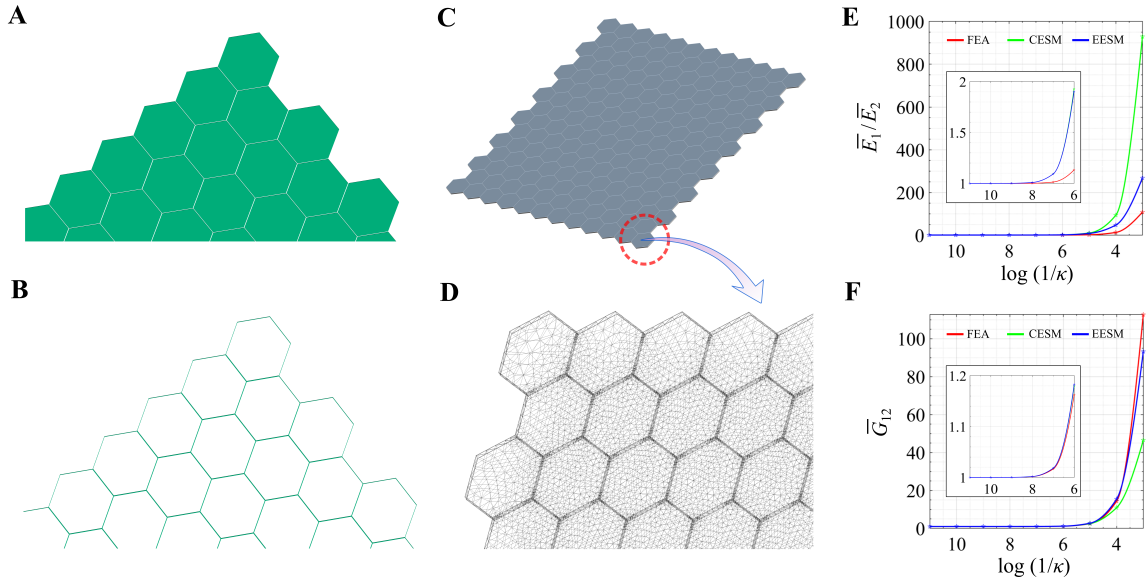 A
B
C
D
E
1000
900
800
600
400
200
0
FEA CESM EESM
2
1.5
1
10 8 6
E̅₁/E̅₂
10 8 6 4
log (1/κ)
F
100
80
60
40
20
0
FEA CESM EESM
1.2
1.1
1
10 8 6
G̅₁₂
10 8 6 4
log (1/κ)